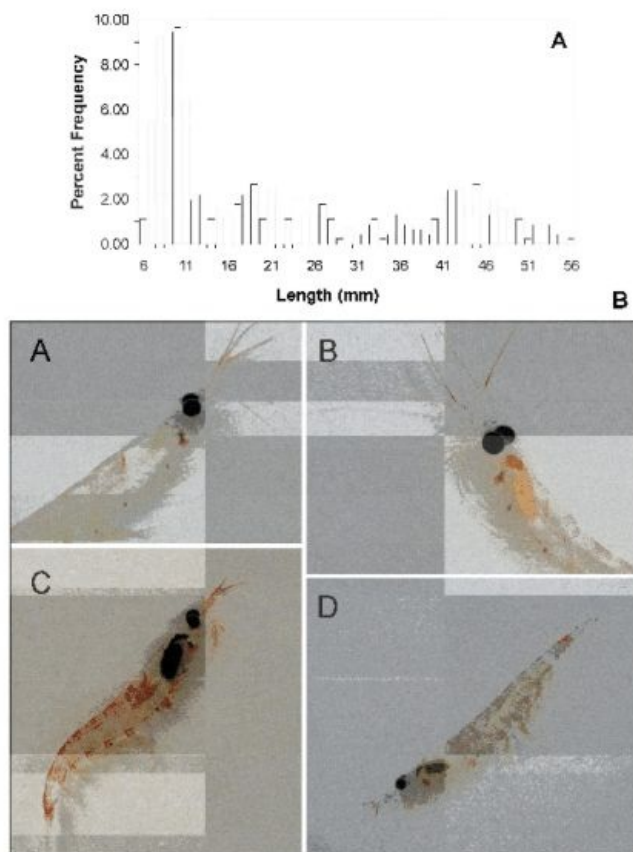 10.00
A
8.00
6.00
4.00
2.00
0.00
Percent Frequency
6 11 16 21 26 31 36 41 46 51 56
Length (mm)
B
A
B
C
D